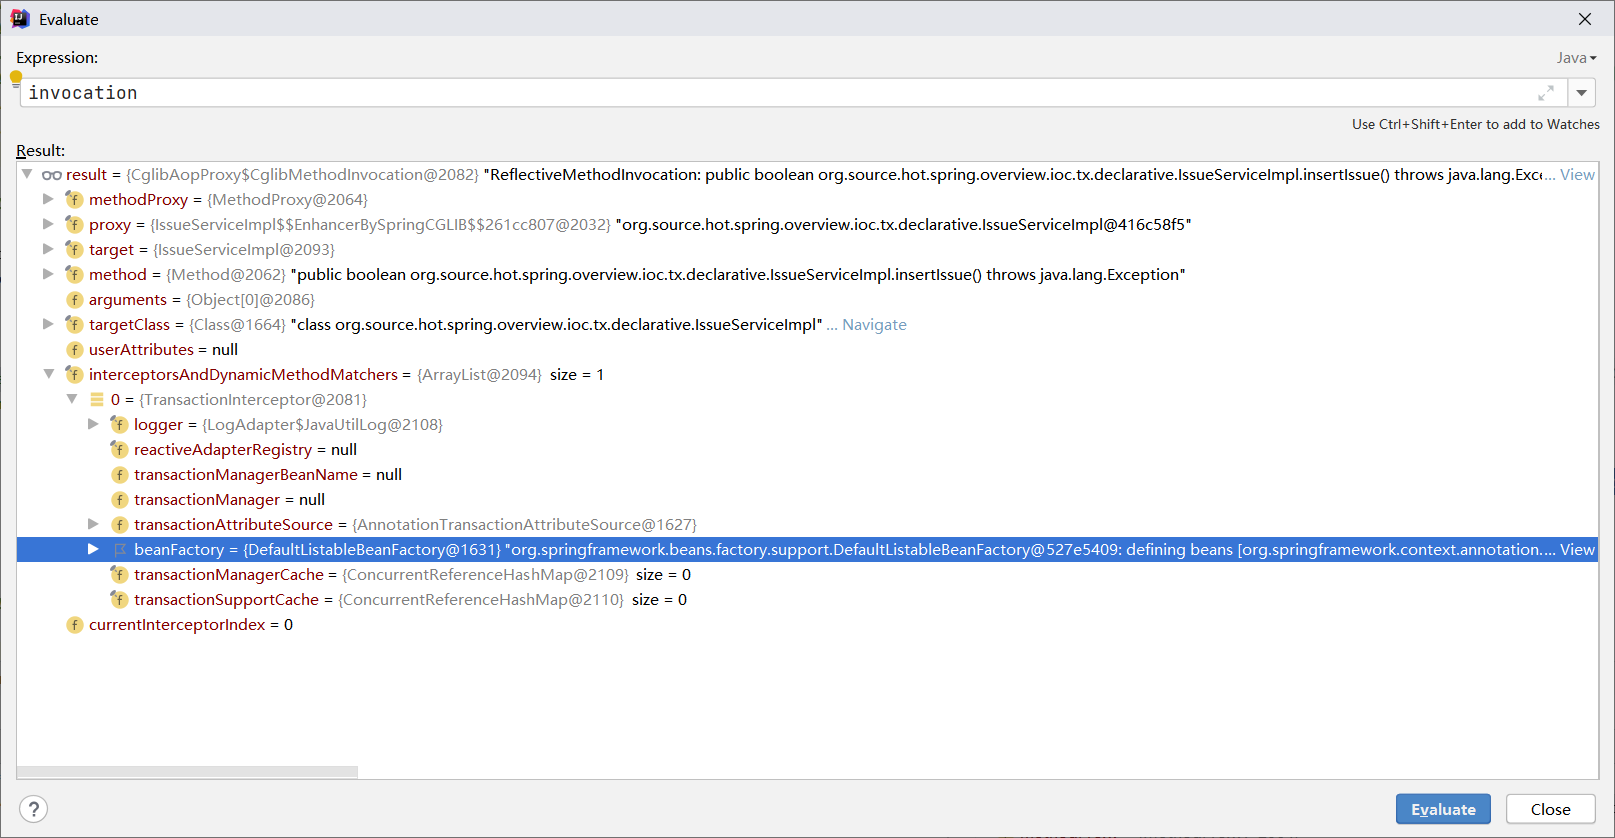 Evaluate
Expression:
Java
invocation
Use Ctrl+Shift+Enter to add to Watches
Result:
result = {CglibAopProxy$CglibMethodInvocation@2082} "ReflectiveMethodInvocation: public boolean org.source.hot.spring.overview.ioc.tx.declarative.IssueServiceImpl.insertIssue() throws java.lang.Exc... View
methodProxy = {MethodProxy@2064}
proxy = {IssueServiceImpl$$EnhancerBySpringCGLIB$$261cc807@2032} "org.source.hot.spring.overview.ioc.tx.declarative.IssueServiceImpl@416c58f5"
target = {IssueServiceImpl@2093}
method = {Method@2062} "public boolean org.source.hot.spring.overview.ioc.tx.declarative.IssueServiceImpl.insertIssue() throws java.lang.Exception"
arguments = {Object[0]@2086}
targetClass = {Class@1664} "class org.source.hot.spring.overview.ioc.tx.declarative.IssueServiceImpl" ... Navigate
userAttributes = null
interceptorsAndDynamicMethodMatchers = {ArrayList@2094} size = 1
0 = {TransactionInterceptor@2081}
logger = {LogAdapter$JavaUtilLog@2108}
reactiveAdapterRegistry = null
transactionManagerBeanName = null
transactionManager = null
transactionAttributeSource = {AnnotationTransactionAttributeSource@1627}
beanFactory = {DefaultListableBeanFactory@1631} "org.springframework.beans.factory.support.DefaultListableBeanFactory@527e5409: defining beans [org.springframework.context.annotation.... View
transactionManagerCache = {ConcurrentReferenceHashMap@2109} size = 0
transactionSupportCache = {ConcurrentReferenceHashMap@2110} size = 0
currentInterceptorIndex = 0
?
Evaluate
Close